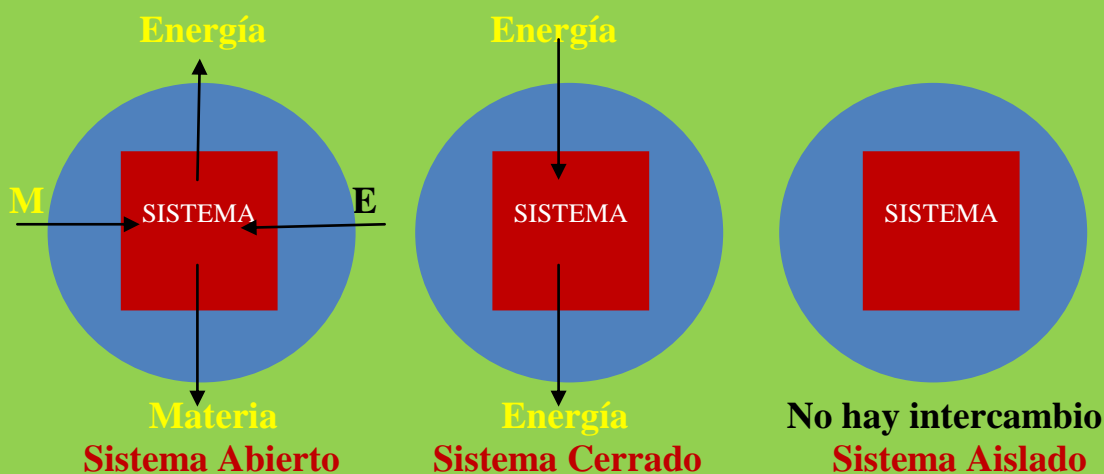 Energía
Energía
M
SISTEMA
E
SISTEMA
SISTEMA
Materia
Energía
No hay intercambio
Sistema Abierto
Sistema Cerrado
Sistema Aislado